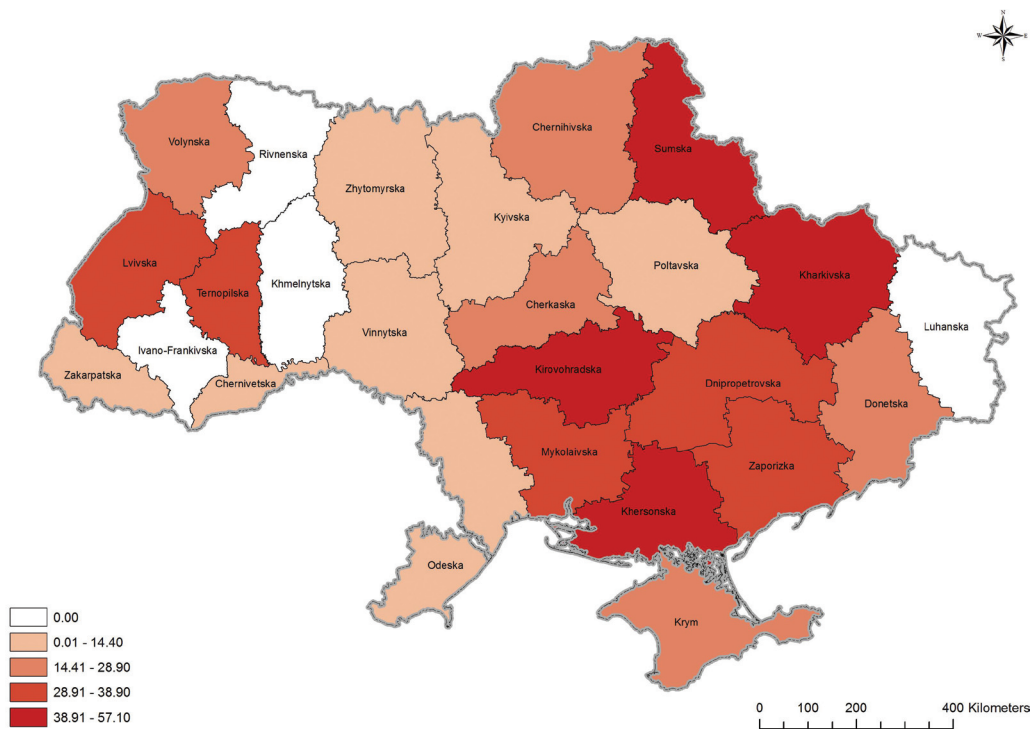 N
W E
S
Chernihivska
Volynska
Sumska
Rivnenska
Zhytomyrska
Kyivska
Lvivska
Poltavska
Kharkivska
Ternopilska
Khmelnytska
Cherkaska
Luhanska
Vinnytska
Ivano-Frankivska
Kirovohradska
Zakarpatska
Chernivetska
Dnipropetrovska
Donetska
Mykolaivska
Zaporizka
Khersonska
Odeska
Krym
0.00
0.01 - 14.40
14.41 - 28.90
28.91 - 38.90
38.91 - 57.10
0 100 200 400 Kilometers